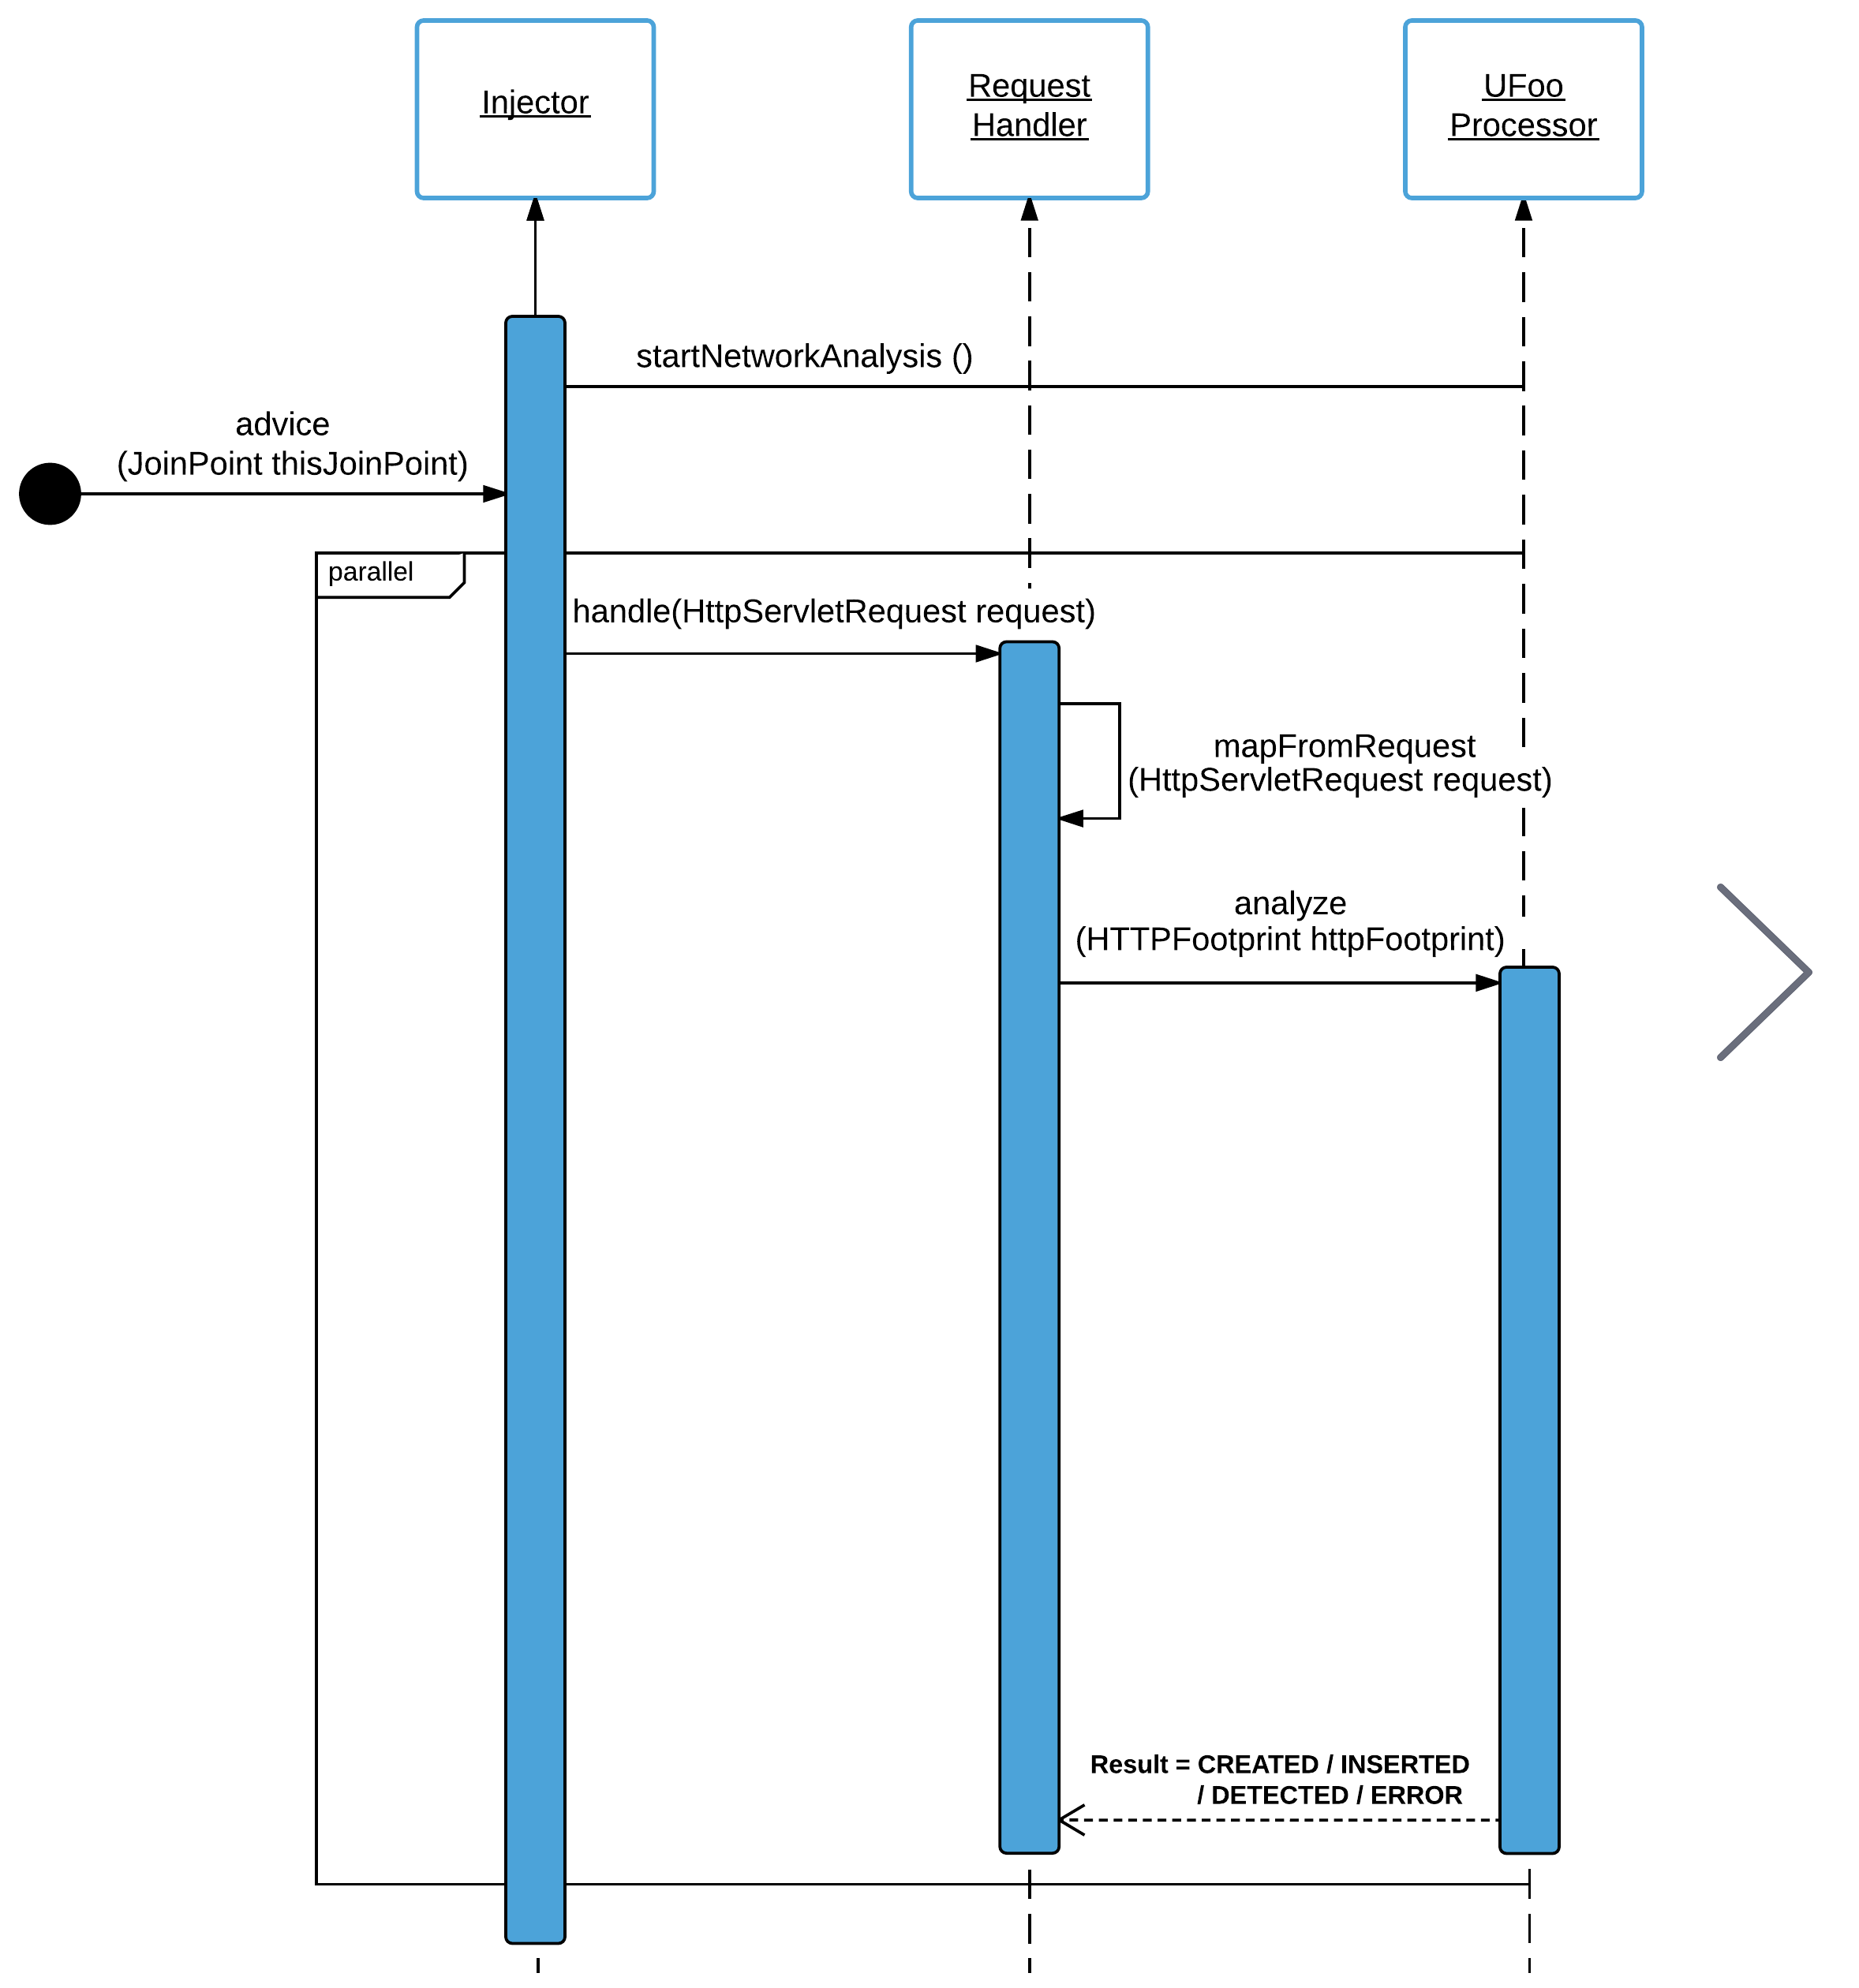 Injector
Request
Handler
UFoo
Processor
startNetworkAnalysis ()
advice
(JoinPoint thisJoinPoint)
parallel
handle(HttpServletRequest request)
mapFromRequest
(HttpServletRequest request)
analyze
(HTTPFootprint httpFootprint)
Result = CREATED / INSERTED
/ DETECTED / ERROR